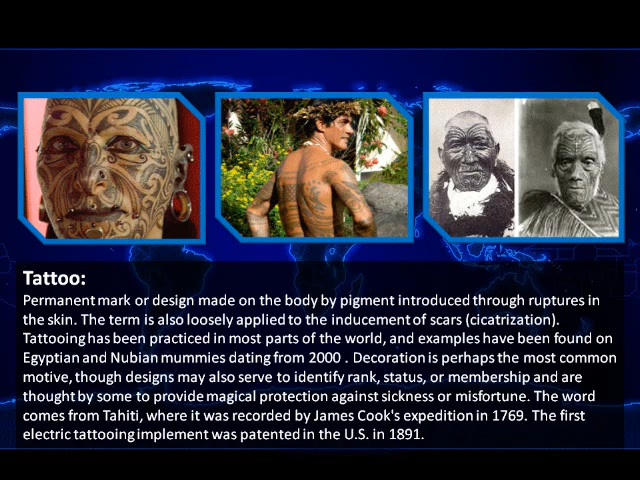 Tattoo:
Permanent mark or design made on the body by pigment introduced through ruptures in
the skin. The term is also loosely applied to the inducement of scars (cicatrization).
Tattooing has been practiced in most parts of the world, and examples have been found on
Egyptian and Nubian mummies dating from 2000 . Decoration is perhaps the most common
motive, though designs may also serve to identify rank, status, or membership and are
thought by some to provide magical protection against sickness or misfortune. The word
comes from Tahiti, where it was recorded by James Cook's expedition in 1769. The first
electric tattooing implement was patented in the U.S. in 1891.